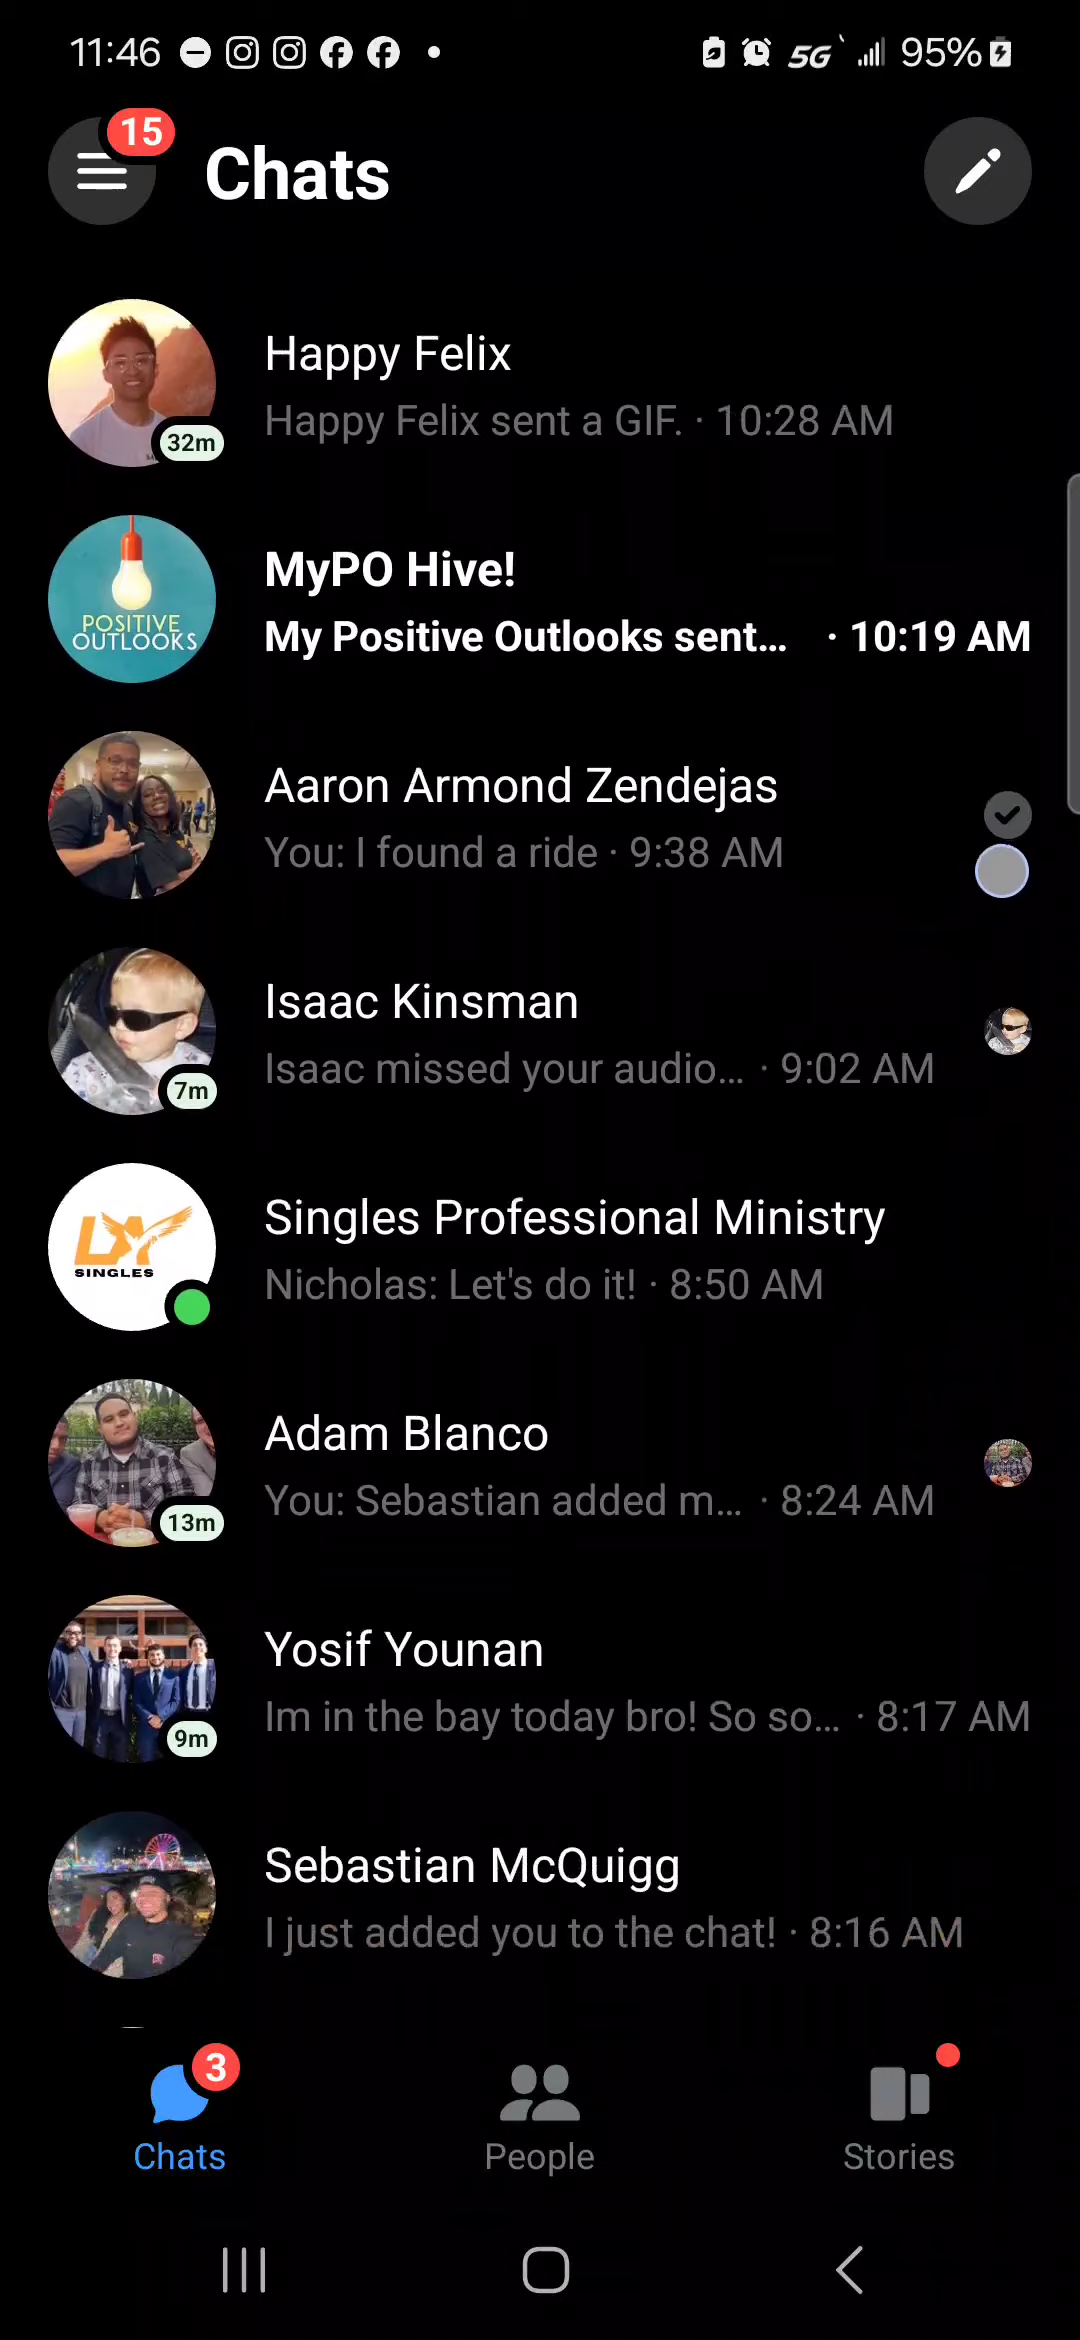 11:46 5G 95%
15
Chats
Happy Felix
Happy Felix sent a GIF. · 10:28 AM
32m
POSITIVE
OUTLOOKS
MyPO Hive!
My Positive Outlooks sent... · 10:19 AM
Aaron Armond Zendejas
You: I found a ride · 9:38 AM
Isaac Kinsman
Isaac missed your audio... · 9:02 AM
7m
LXY
SINGLES
Singles Professional Ministry
Nicholas: Let's do it! · 8:50 AM
Adam Blanco
You: Sebastian added m... · 8:24 AM
13m
Yosif Younan
Im in the bay today bro! So so... · 8:17 AM
9m
Sebastian McQuigg
I just added you to the chat! · 8:16 AM
3
Chats People Stories